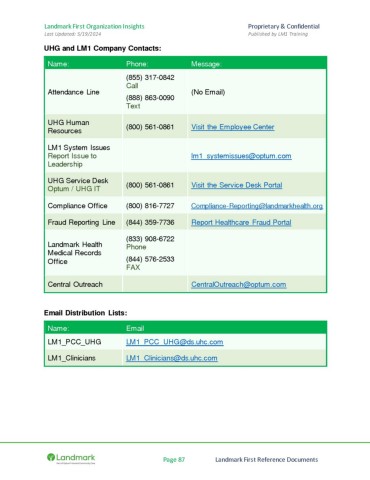 Landmark First Organization Insights Proprietary & Confidential
Last Updated: 5/19/2024 Published by LM1 Training
UHG and LM1 Company Contacts:
Name: Phone: Message:
Attendance Line (855) 317-0842 Call (888) 863-0090 Text (No Email)
UHG Human Resources (800) 561-0861 Visit the Employee Center
LM1 System Issues
Report Issue to Leadership lm1_systemissues@optum.com
UHG Service Desk
Optum / UHG IT (800) 561-0861 Visit the Service Desk Portal
Compliance Office (800) 816-7727 Compliance-Reporting@landmarkhealth.org
Fraud Reporting Line (844) 359-7736 Report Healthcare Fraud Portal
Landmark Health Medical Records Office (833) 908-6722 Phone (844) 576-2533 FAX
Central Outreach CentralOutreach@optum.com
Email Distribution Lists:
Name: Email
LM1_PCC_UHG LM1_PCC_UHG@ds.uhc.com
LM1_Clinicians LM1_Clinicians@ds.uhc.com
Landmark
Page 87 Landmark First Reference Documents